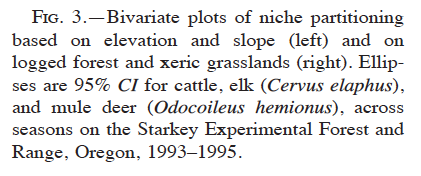 FIG. 3.—Bivariate plots of niche partitioning
based on elevation and slope (left) and on
logged forest and xeric grasslands (right). Ellip-
ses are 95% CI for cattle, elk (Cervus elaphus),
and mule deer (Odocoileus hemionus), across
seasons on the Starkey Experimental Forest and
Range, Oregon, 1993–1995.